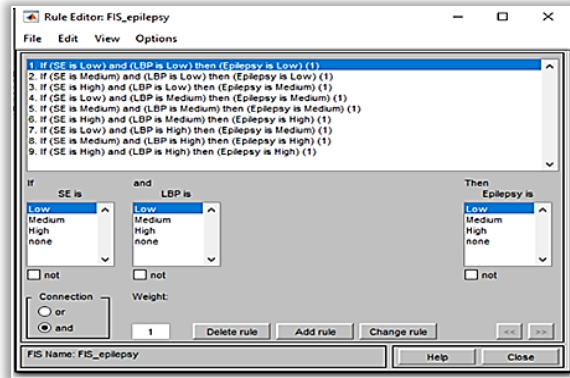 Rule Editor: FIS_epilepsy
File Edit View Options
1. If (SE is Low) and (LBP is Low) then (Epilepsy is Low) (1)
2. If (SE is Medium) and (LBP is Low) then (Epilepsy is Low) (1)
3. If (SE is High) and (LBP is Low) then (Epilepsy is Medium) (1)
4. If (SE is Low) and (LBP is Medium) then (Epilepsy is Low) (1)
5. If (SE is Medium) and (LBP is Medium) then (Epilepsy is Medium) (1)
6. If (SE is High) and (LBP is Medium) then (Epilepsy is High) (1)
7. If (SE is Low) and (LBP is High) then (Epilepsy is Medium) (1)
8. If (SE is Medium) and (LBP is High) then (Epilepsy is High) (1)
9. If (SE is High) and (LBP is High) then (Epilepsy is High) (1)
If and Then
SE is LBP is Epilepsy is
Low Low Low
Medium Medium Medium
High High High
none none none
not not not
Connection Weight:
or
and 1 Delete rule Add rule Change rule << >>
FIS Name: FIS_epilepsy Help Close